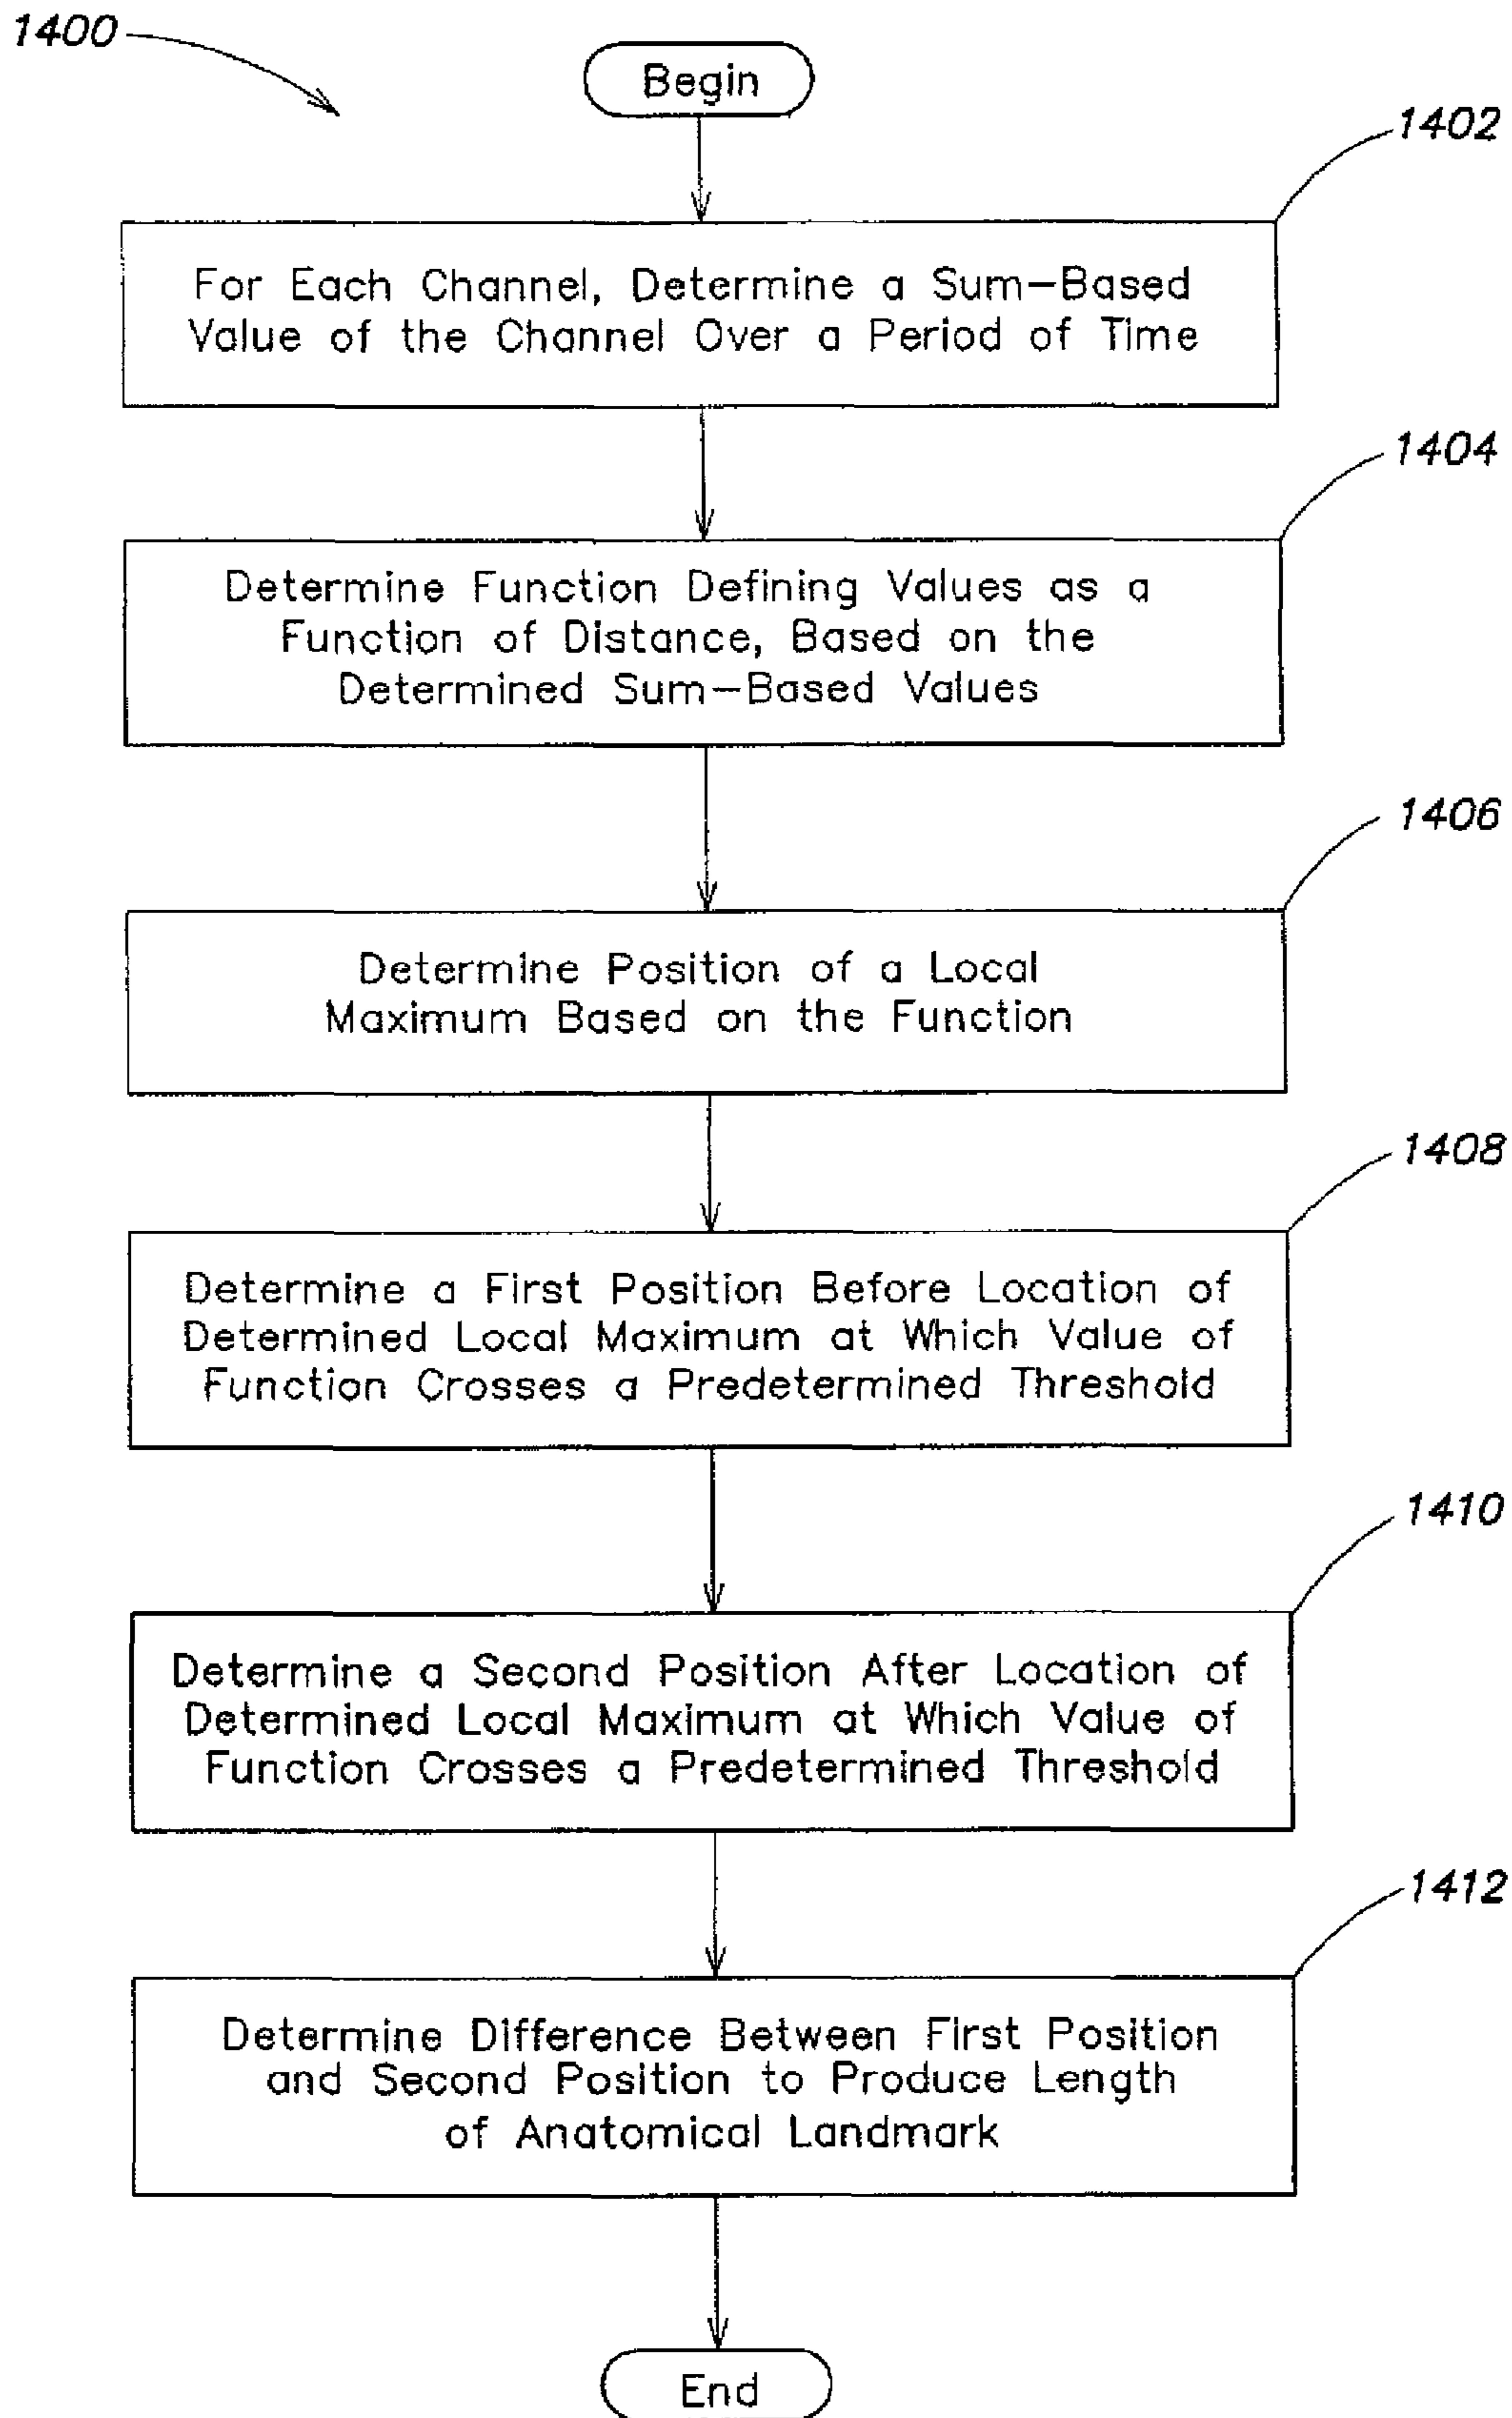 1400
Begin
1402
For Each Channel, Determine a Sum-Based
Value of the Channel Over a Period of Time
1404
Determine Function Defining Values as a
Function of Distance, Based on the
Determined Sum-Based Values
1406
Determine Position of a Local
Maximum Based on the Function
1408
Determine a First Position Before Location of
Determined Local Maximum at Which Value of
Function Crosses a Predetermined Threshold
1410
Determine a Second Position After Location of
Determined Local Maximum at Which Value of
Function Crosses a Predetermined Threshold
1412
Determine Difference Between First Position
and Second Position to Produce Length
of Anatomical Landmark
End